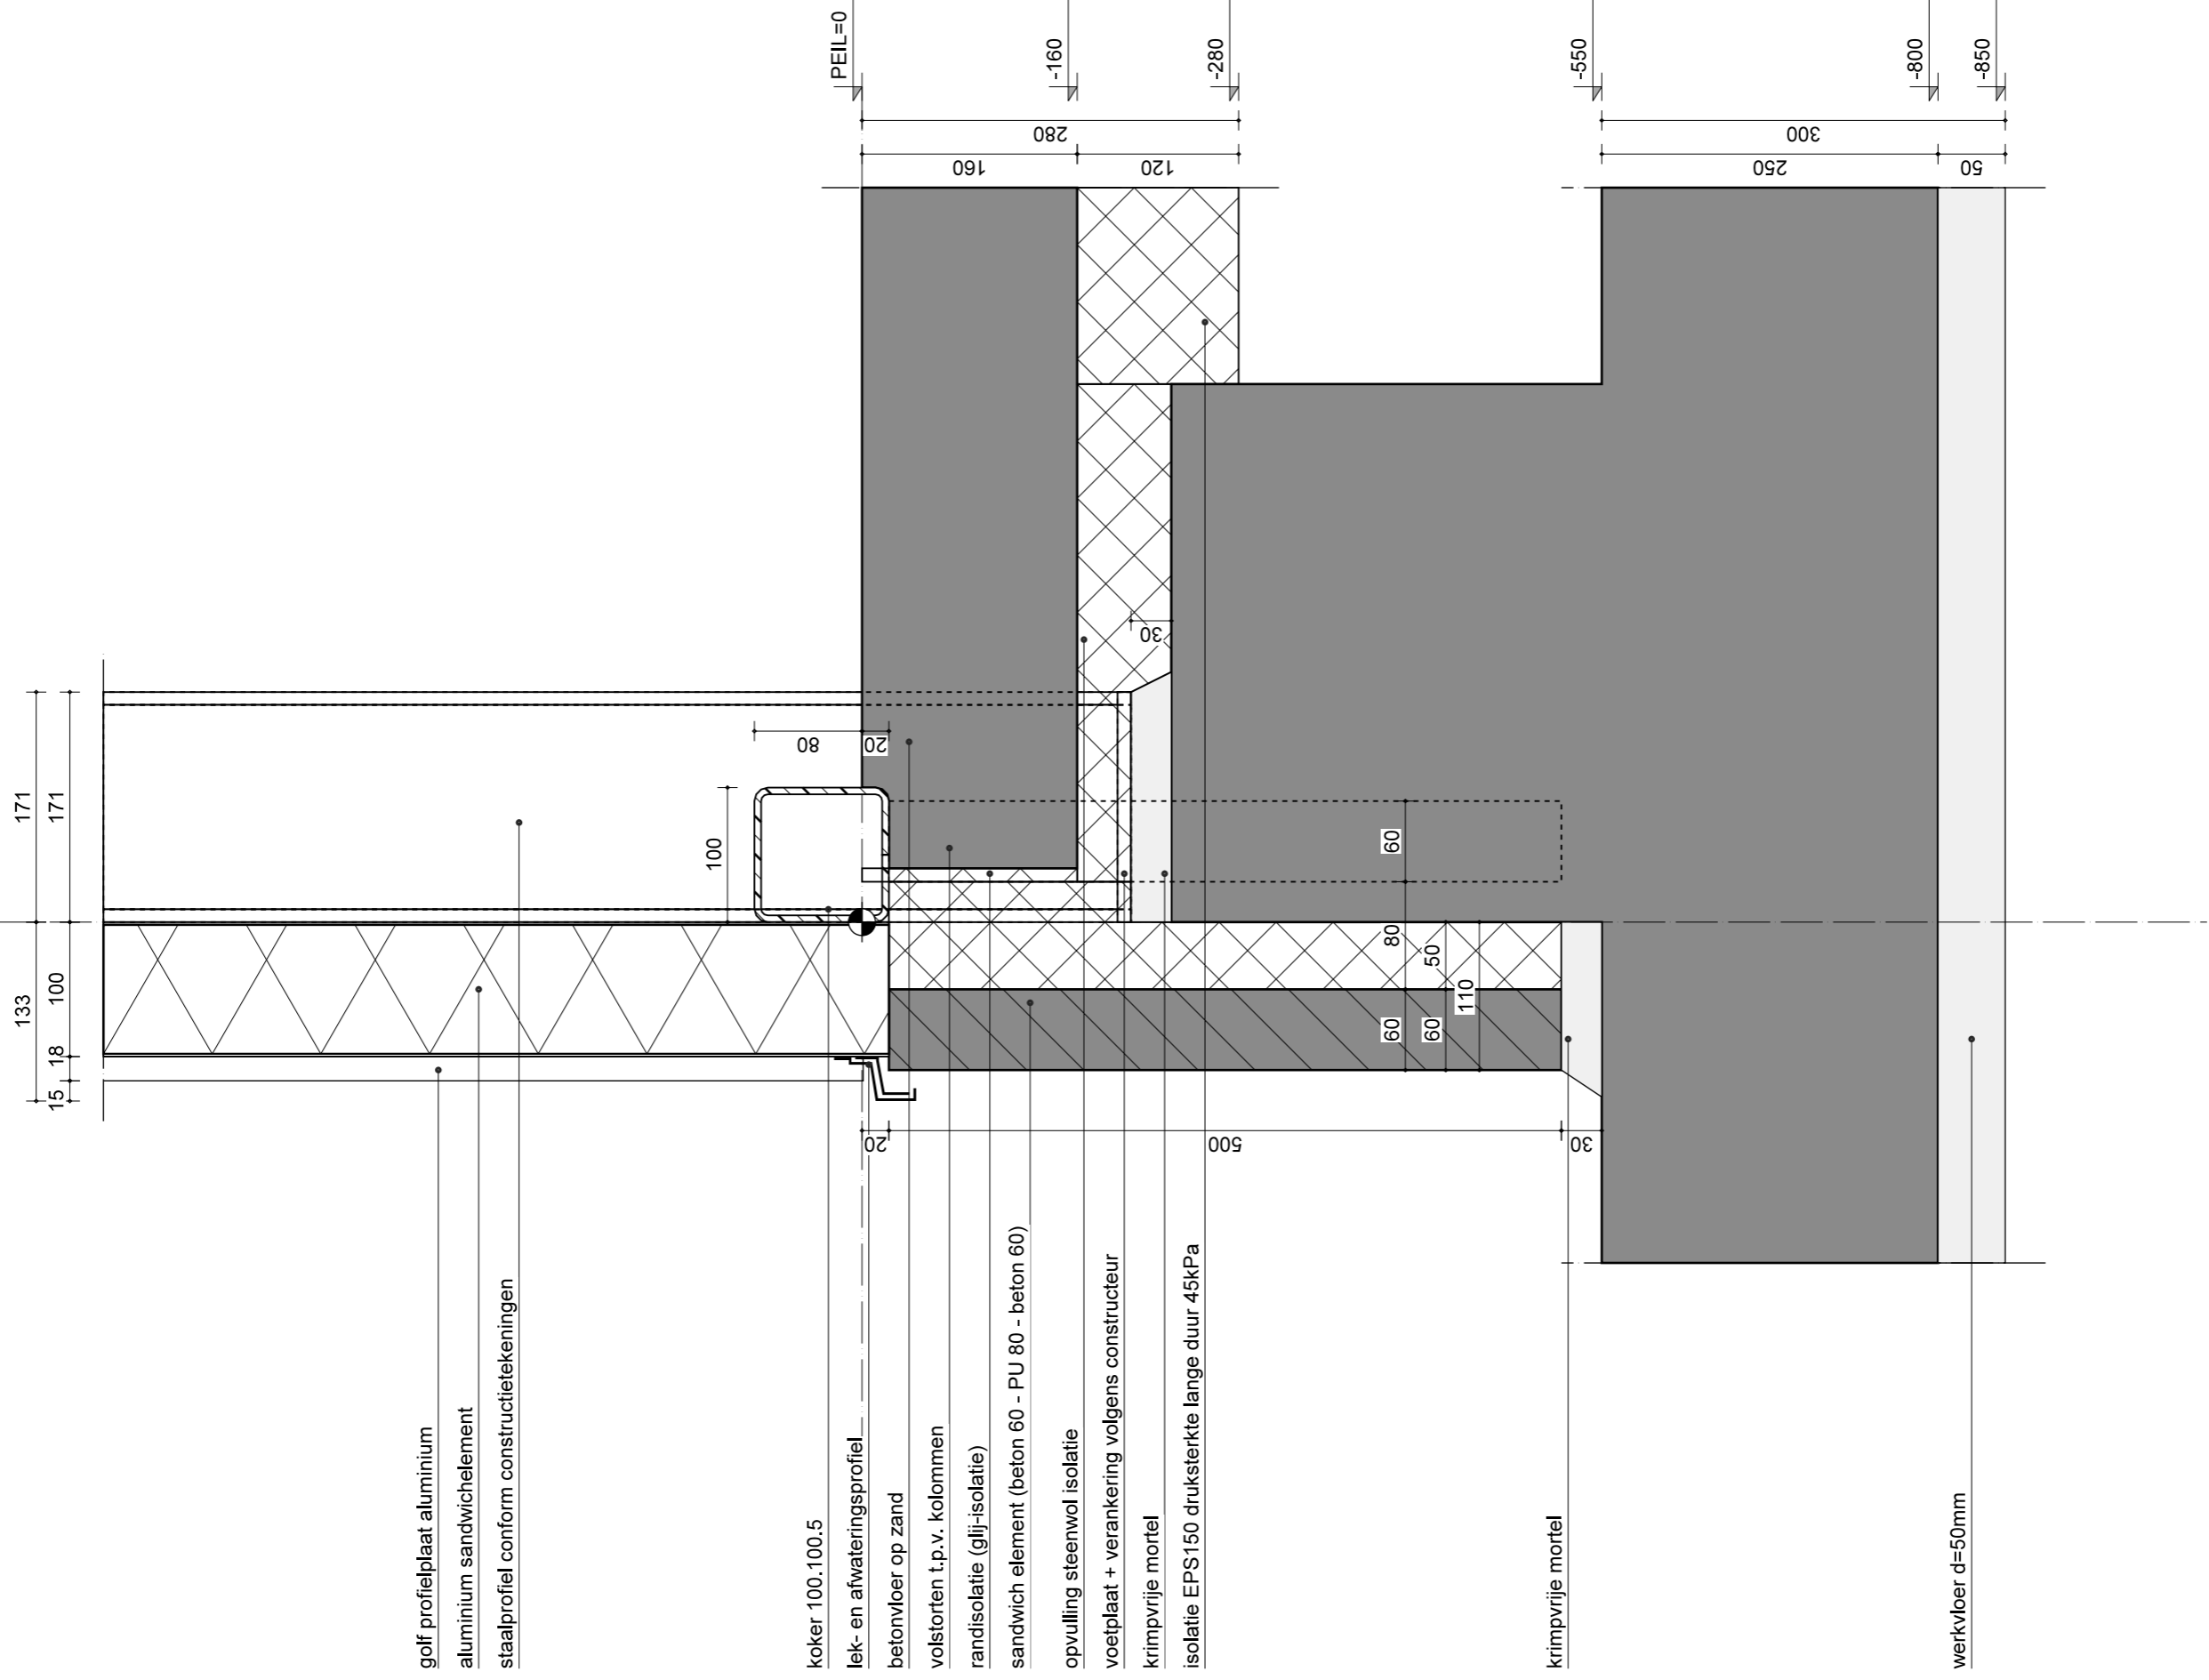 golf profielplaat aluminium
aluminium sandwichelement
staalprofiel conform constructietekeningen
koker 100.100.5
lek- en afwateringsprofiel
betonvloer op zand
volstorten t.p.v. kolommen
randisolatie (glij-isolatie)
sandwich element (beton 60 - PU 80 - beton 60)
opvulling steenwol isolatie
voetplaat + verankering volgens constructeur
krimpvrije mortel
isolatie EPS150 druksterkte lange duur 45kPa
krimpvrije mortel
werkvloer d=50mm
133
171
15
18
100
171
100
80
20
20
500
30
30
60
80
60
50
60
110
160
120
280
250
50
300
PEIL=0
-160
-280
-550
-800
-850